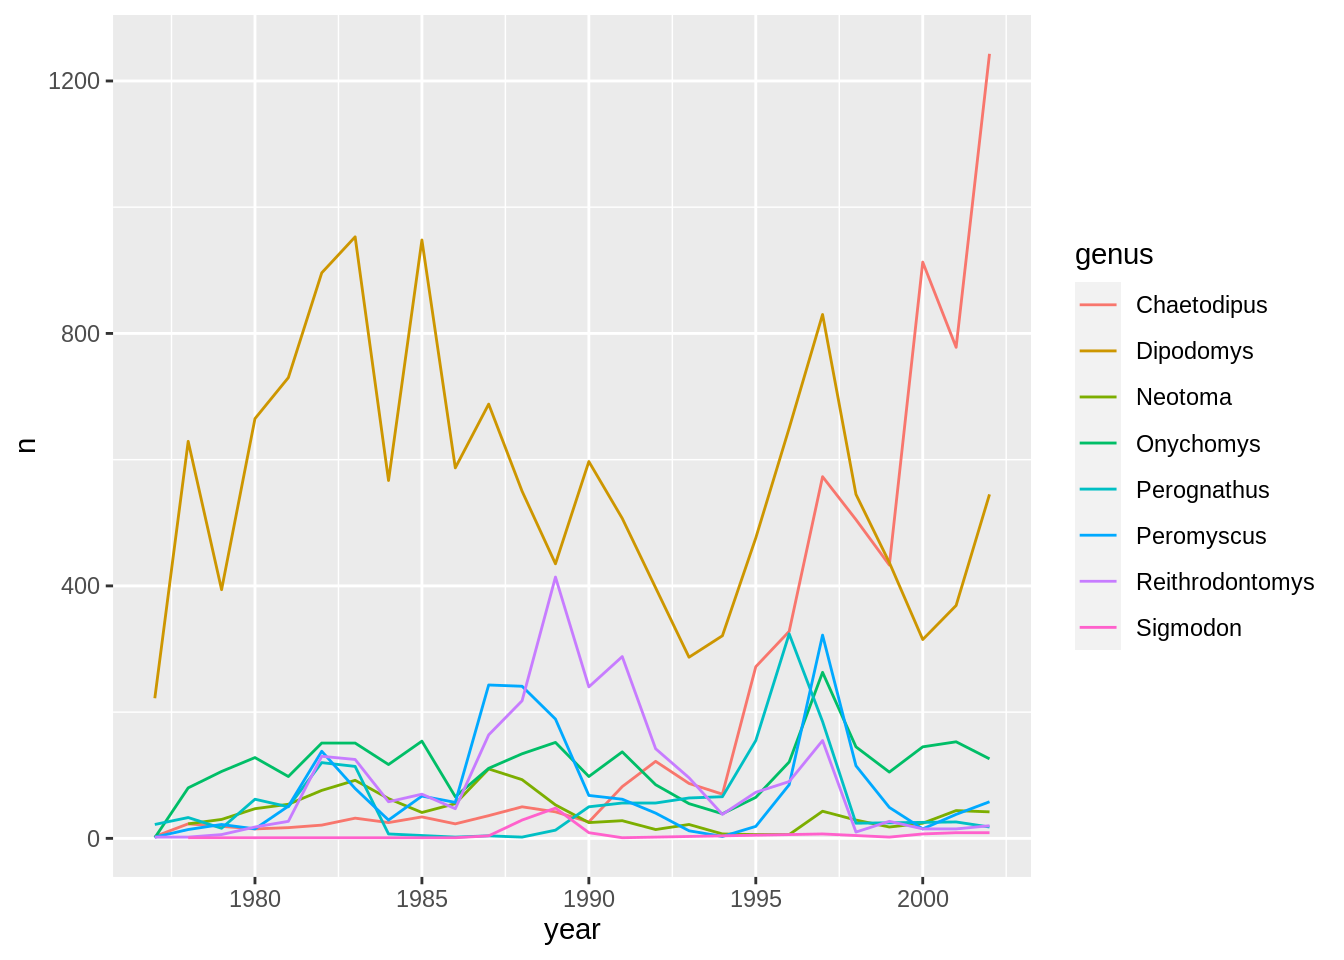 1200
800
400
0
n
1980 1985 1990 1995 2000
year
genus
Chaetodipus
Dipodomys
Neotoma
Onychomys
Perognathus
Peromyscus
Reithrodontomys
Sigmodon